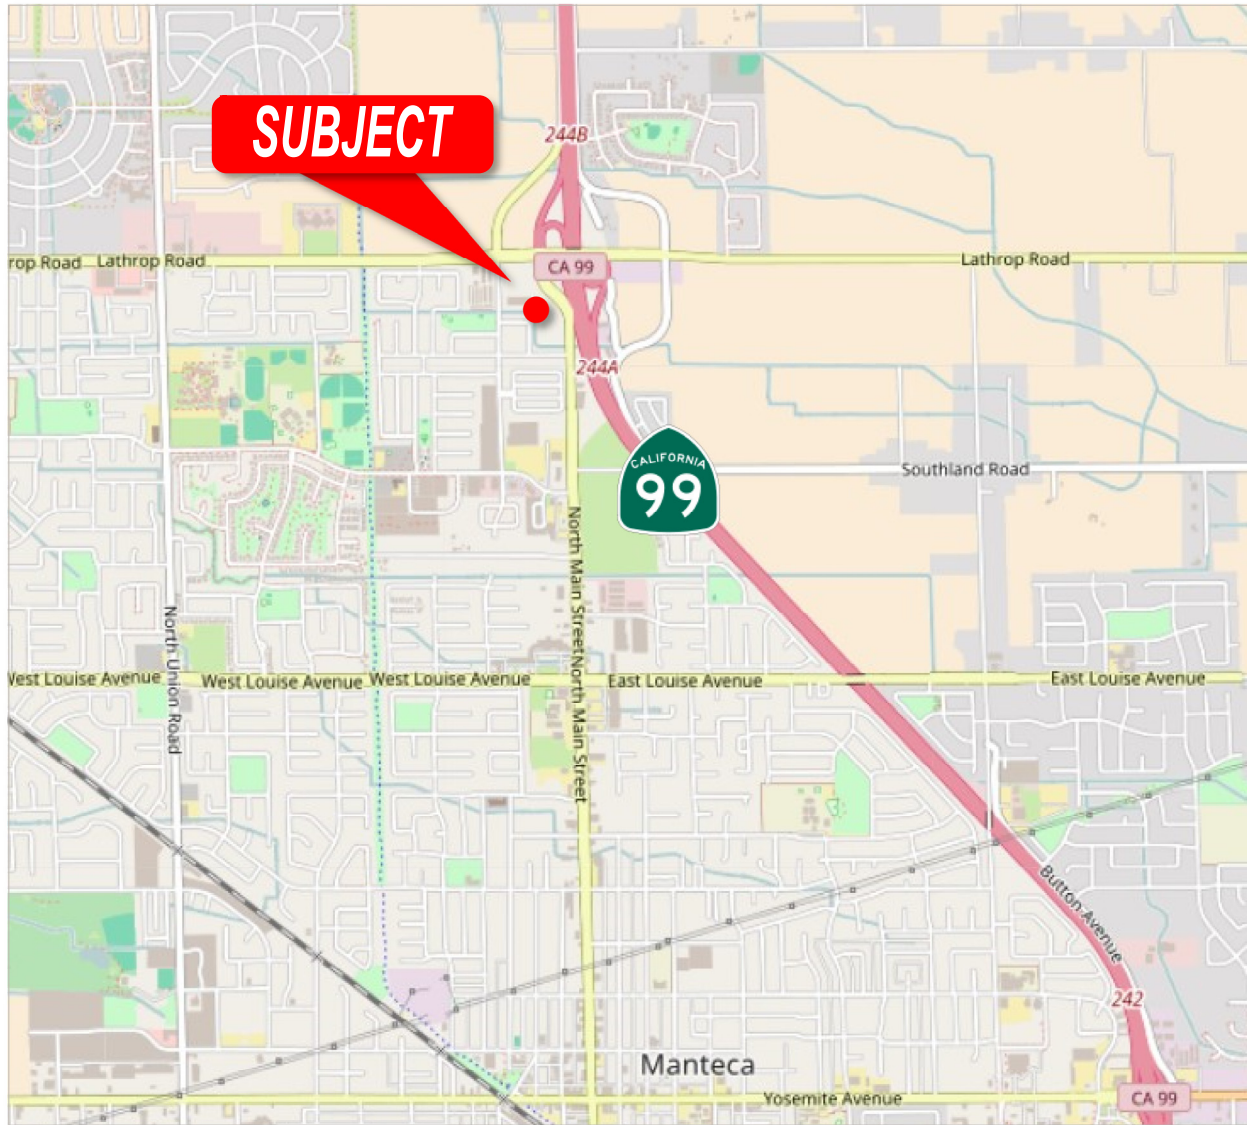 SUBJECT
244B
rop Road
Lathrop Road
CA 99
Lathrop Road
244A
CALIFORNIA
99
Southland Road
North Main Street
North Main Street
North Union Road
West Louise Avenue
West Louise Avenue
West Louise Avenue
East Louise Avenue
East Louise Avenue
Button Avenue
242
Manteca
Yosemite Avenue
CA 99